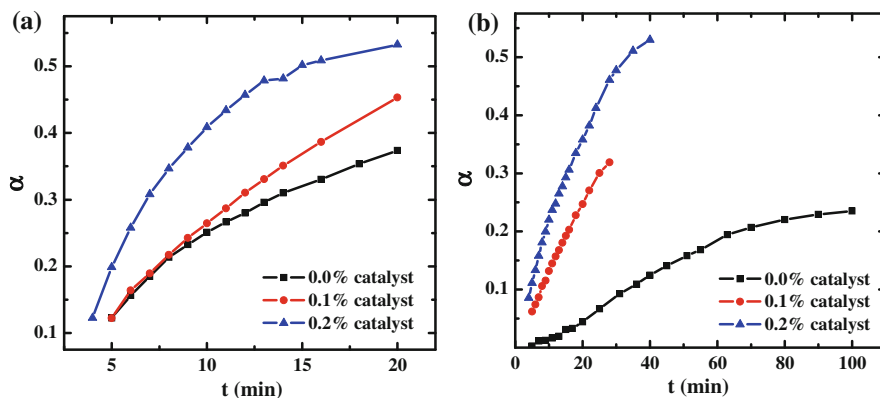 (a)
α
0.5
0.4
0.3
0.2
0.1
5
10
15
20
t (min)
0.0% catalyst
0.1% catalyst
0.2% catalyst
(b)
α
0.5
0.4
0.3
0.2
0.1
0
20
40
60
80
100
t (min)
0.0% catalyst
0.1% catalyst
0.2% catalyst